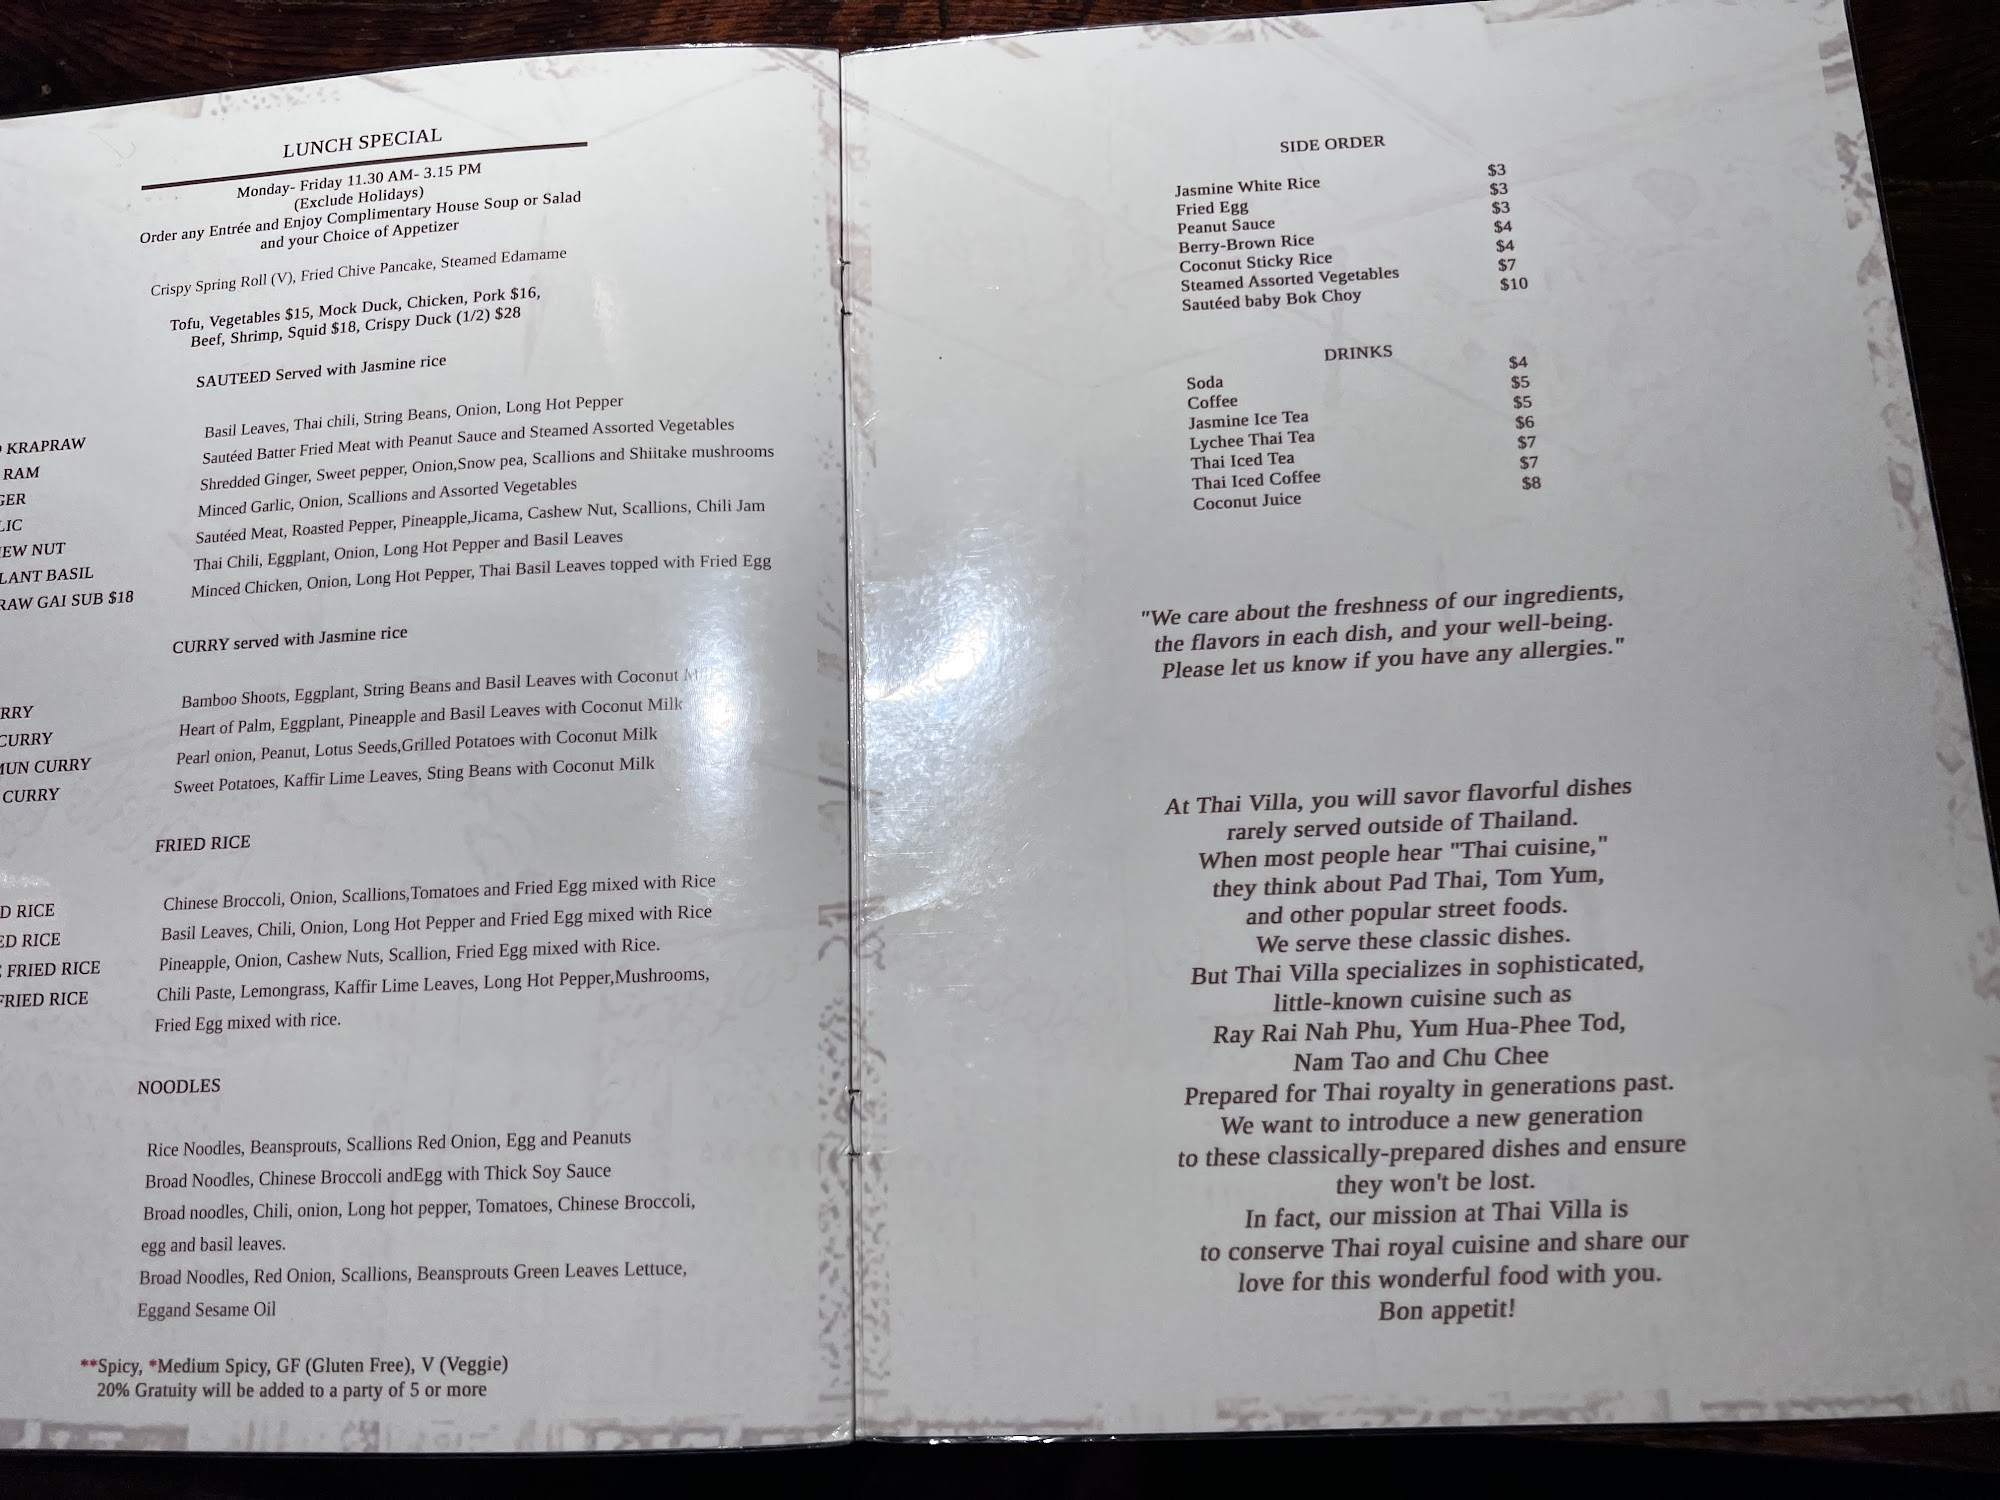 LUNCH SPECIAL
Monday- Friday 11.30 AM- 3.15 PM
(Exclude Holidays)
Order any Entrée and Enjoy Complimentary House Soup or Salad
and your Choice of Appetizer
Crispy Spring Roll (V), Fried Chive Pancake, Steamed Edamame
Tofu, Vegetables $15, Mock Duck, Chicken, Pork $16,
Beef, Shrimp, Squid $18, Crispy Duck (1/2) $28
SAUTEED Served with Jasmine rice
KRAPRAW Basil Leaves, Thai chili, String Beans, Onion, Long Hot Pepper
RAM Sautéed Batter Fried Meat with Peanut Sauce and Steamed Assorted Vegetables
GER Shredded Ginger, Sweet pepper, Onion,Snow pea, Scallions and Shiitake mushrooms
LIC Minced Garlic, Onion, Scallions and Assorted Vegetables
EW NUT Sautéed Meat, Roasted Pepper, Pineapple,Jicama, Cashew Nut, Scallions, Chili Jam
LANT BASIL Thai Chili, Eggplant, Onion, Long Hot Pepper and Basil Leaves
RAW GAI SUB $18 Minced Chicken, Onion, Long Hot Pepper, Thai Basil Leaves topped with Fried Egg
CURRY served with Jasmine rice
RRY Bamboo Shoots, Eggplant, String Beans and Basil Leaves with Coconut
CURRY Heart of Palm, Eggplant, Pineapple and Basil Leaves with Coconut Milk
MUN CURRY Pearl onion, Peanut, Lotus Seeds,Grilled Potatoes with Coconut Milk
CURRY Sweet Potatoes, Kaffir Lime Leaves, Sting Beans with Coconut Milk
FRIED RICE
D RICE Chinese Broccoli, Onion, Scallions,Tomatoes and Fried Egg mixed with Rice
ED RICE Basil Leaves, Chili, Onion, Long Hot Pepper and Fried Egg mixed with Rice
FRIED RICE Pineapple, Onion, Cashew Nuts, Scallion, Fried Egg mixed with Rice.
FRIED RICE Chili Paste, Lemongrass, Kaffir Lime Leaves, Long Hot Pepper,Mushrooms,
Fried Egg mixed with rice.
NOODLES
Rice Noodles, Beansprouts, Scallions Red Onion, Egg and Peanuts
Broad Noodles, Chinese Broccoli andEgg with Thick Soy Sauce
Broad noodles, Chili, onion, Long hot pepper, Tomatoes, Chinese Broccoli,
egg and basil leaves.
Broad Noodles, Red Onion, Scallions, Beansprouts Green Leaves Lettuce,
Eggand Sesame Oil
**Spicy, *Medium Spicy, GF (Gluten Free), V (Veggie)
20% Gratuity will be added to a party of 5 or more
SIDE ORDER
Jasmine White Rice $3
Fried Egg $3
Peanut Sauce $3
Berry-Brown Rice $4
Coconut Sticky Rice $4
Steamed Assorted Vegetables $7
Sautéed baby Bok Choy $10
DRINKS
Soda $4
Coffee $5
Jasmine Ice Tea $5
Lychee Thai Tea $6
Thai Iced Tea $7
Thai Iced Coffee $7
Coconut Juice $8
"We care about the freshness of our ingredients,
the flavors in each dish, and your well-being.
Please let us know if you have any allergies."
At Thai Villa, you will savor flavorful dishes
rarely served outside of Thailand.
When most people hear "Thai cuisine,"
they think about Pad Thai, Tom Yum,
and other popular street foods.
We serve these classic dishes.
But Thai Villa specializes in sophisticated,
little-known cuisine such as
Ray Rai Nah Phu, Yum Hua-Phee Tod,
Nam Tao and Chu Chee
Prepared for Thai royalty in generations past.
We want to introduce a new generation
to these classically-prepared dishes and ensure
they won't be lost.
In fact, our mission at Thai Villa is
to conserve Thai royal cuisine and share our
love for this wonderful food with you.
Bon appetit!